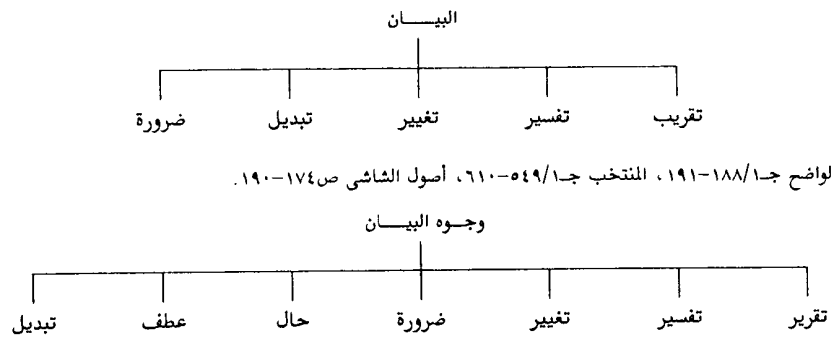 البيـــان
تقريب تفسير تغيير تبديل ضرورة
لواضح جـ١/١٨٨-١٩١، المنتخب جـ١/٥٤٩-٦١٠، أصول الشاشى ص١٧٤-١٩٠.
وجــوه البيـــان
تقرير تفسير تغيير ضرورة حال عطف تبديل